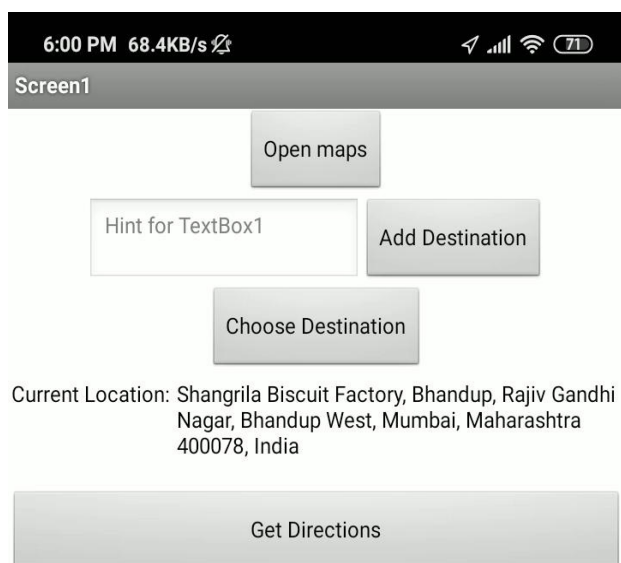 6:00 PM 68.4KB/s 71
Screen1
Open maps
Hint for TextBox1 Add Destination
Choose Destination
Current Location: Shangrila Biscuit Factory, Bhandup, Rajiv Gandhi
Nagar, Bhandup West, Mumbai, Maharashtra
400078, India
Get Directions